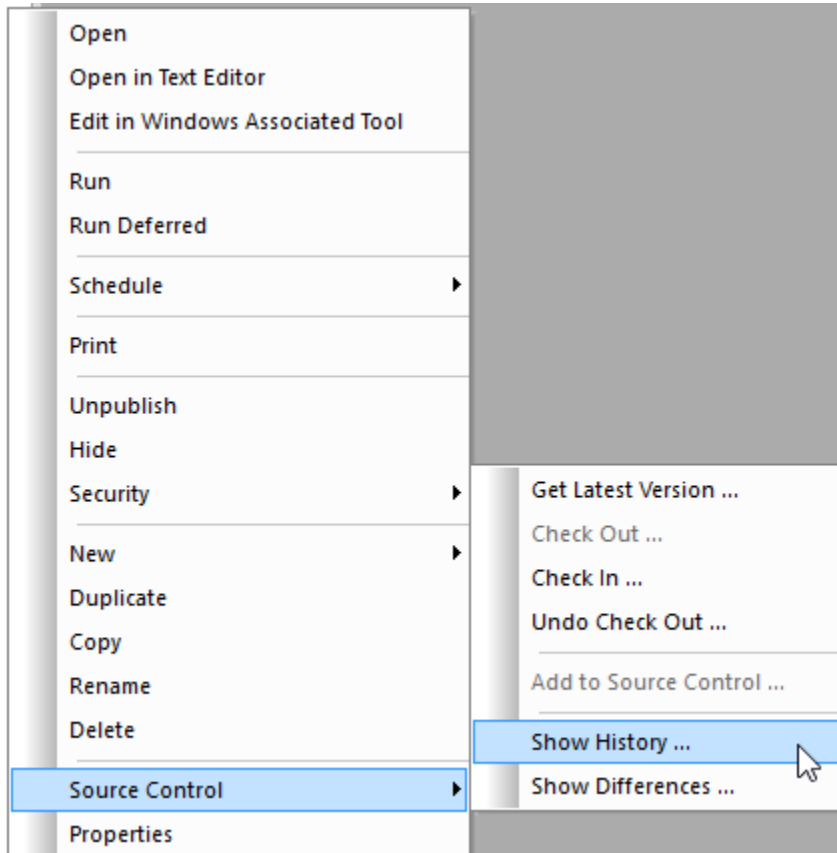 Open
Open in Text Editor
Edit in Windows Associated Tool
Run
Run Deferred
Schedule
Print
Unpublish
Hide
Security
New
Duplicate
Copy
Rename
Delete
Source Control
Properties
Get Latest Version ...
Check Out ...
Check In ...
Undo Check Out ...
Add to Source Control ...
Show History ...
Show Differences ...